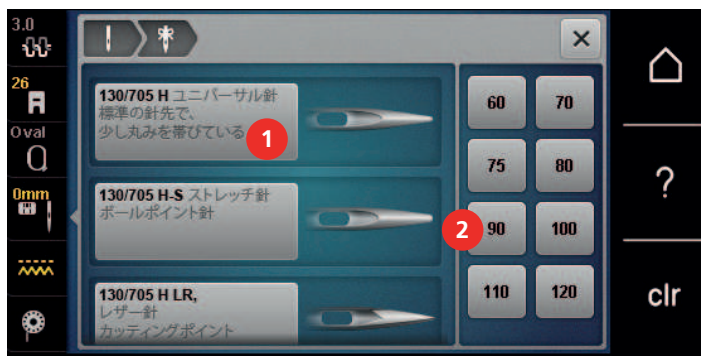 3.0
26
Oval
0mm
130/705 H ユニバーサル針
標準の針先で、
少し丸みを帯びている
1
130/705 H-S ストレッチ針
ボールポイント針
130/705 H LR,
レザー針
カッティングポイント
2
60 70
75 80
90 100
110 120
?
clr